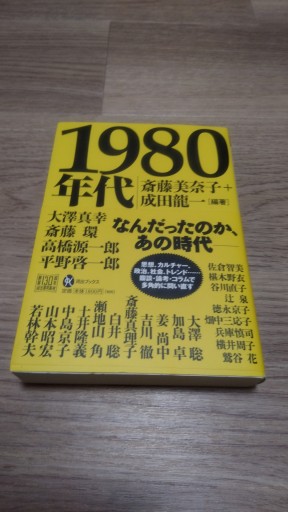 1980
年代
斎藤美奈子+
成田龍一[編著]
大澤真幸
斎藤 環
高橋源一郎
平野啓一郎
なんだったのか、
あの時代
思想、カルチャー、
政治、社会、トレンド……
鼎談・論考・コラムで
多角的に問い直す
河出ブックス
佐倉智美
椹木野衣
谷川直子
辻 泉
徳永京子
畑中三応子
兵庫慎司
横井周子
鷲谷 花
大澤 聡
加島 卓
姜 尚中
吉川 徹
斎藤真理子
白井 聡
瀬地山 角
土井隆義
中島京子
山本昭宏
若林幹夫